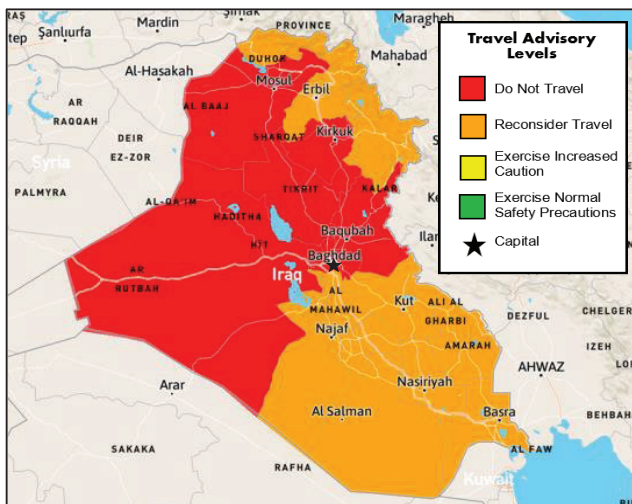 Şanlıurfa
Mardin
PROVINCE
Maragheh
Al-Hasakah
DUHOK
Mahabad
Mosul
Erbil
AR
RAQQAH
AL BAAJ
DEIR
EZ-ZOR
SHARQAT
Kirkuk
Syria
PALMYRA
AL-QA'IM
TIKRIT
KALAR
HADITHA
Baqubah
HIT
Baghdad
AR
RUTBAH
Iraq
AL
MAHAWIL
Kut
ALI AL
GHARBI
DEZFUL
CHELGER
Najaf
AMARAH
IZEH
AHWAZ
LOR
Arar
Nasiriyah
Al Salman
Basra
BEHBAH
AL FAW
SAKAKA
RAFHA
Kuwait
Travel Advisory
Levels
Do Not Travel
Reconsider Travel
Exercise Increased
Caution
Exercise Normal
Safety Precautions
Capital